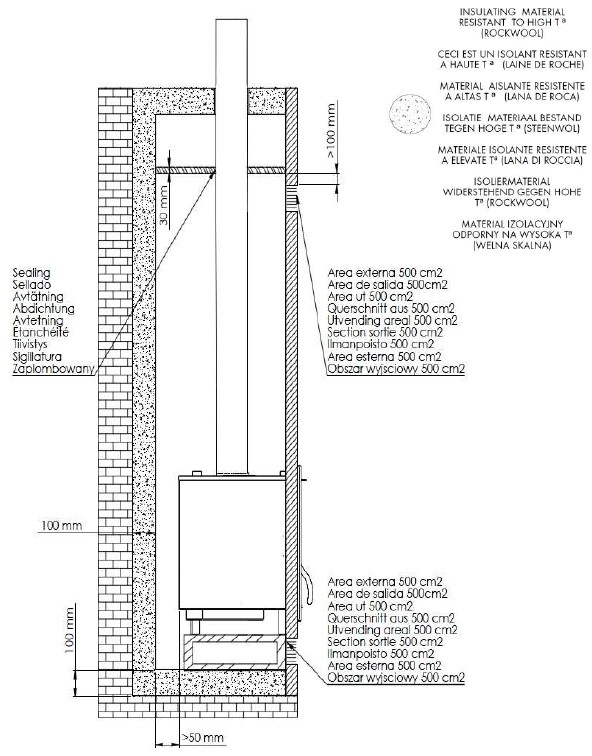 INSULATING MATERIAL
RESISTANT TO HIGH Tª
(ROCKWOOL)
CECI EST UN ISOLANT RESISTANT
A HAUTE Tª (LAINE DE ROCHE)
MATERIAL AISLANTE RESISTENTE
A ALTAS Tª (LANA DE ROCA)
ISOLATIE MATERIAAL BESTAND
TEGEN HOGE Tª (STEENWOL)
MATERIALE ISOLANTE RESISTENTE
A ELEVATE Tª (LANA DI ROCCIA)
ISOLIERMATERIAL
WIDERSTEHEND GEGEN HOHE
Tª (ROCKWOOL)
MATERIAL IZOLACYJNY
ODPORNY NA WYSOKA Tª
(WELNA SKALNA)
>100 mm
30 mm
Sealing
Sellado
Avtätning
Abdichtung
Avtetning
Etanchéité
Tiivistys
Sigillatura
Zaplombowany
Area externa 500 cm2
Area de salida 500cm2
Area ut 500 cm2
Querschnitt aus 500 cm2
Utvending areal 500 cm2
Section sortie 500 cm2
Ilmanpoisto 500 cm2
Area esterna 500 cm2
Obszar wyjsciowy 500 cm2
100 mm
Area externa 500 cm2
Area de salida 500cm2
Area ut 500 cm2
Querschnitt aus 500 cm2
Utvending areal 500 cm2
Section sortie 500 cm2
Ilmanpoisto 500 cm2
Area esterna 500 cm2
Obszar wyjsciowy 500 cm2
100 mm
>50 mm